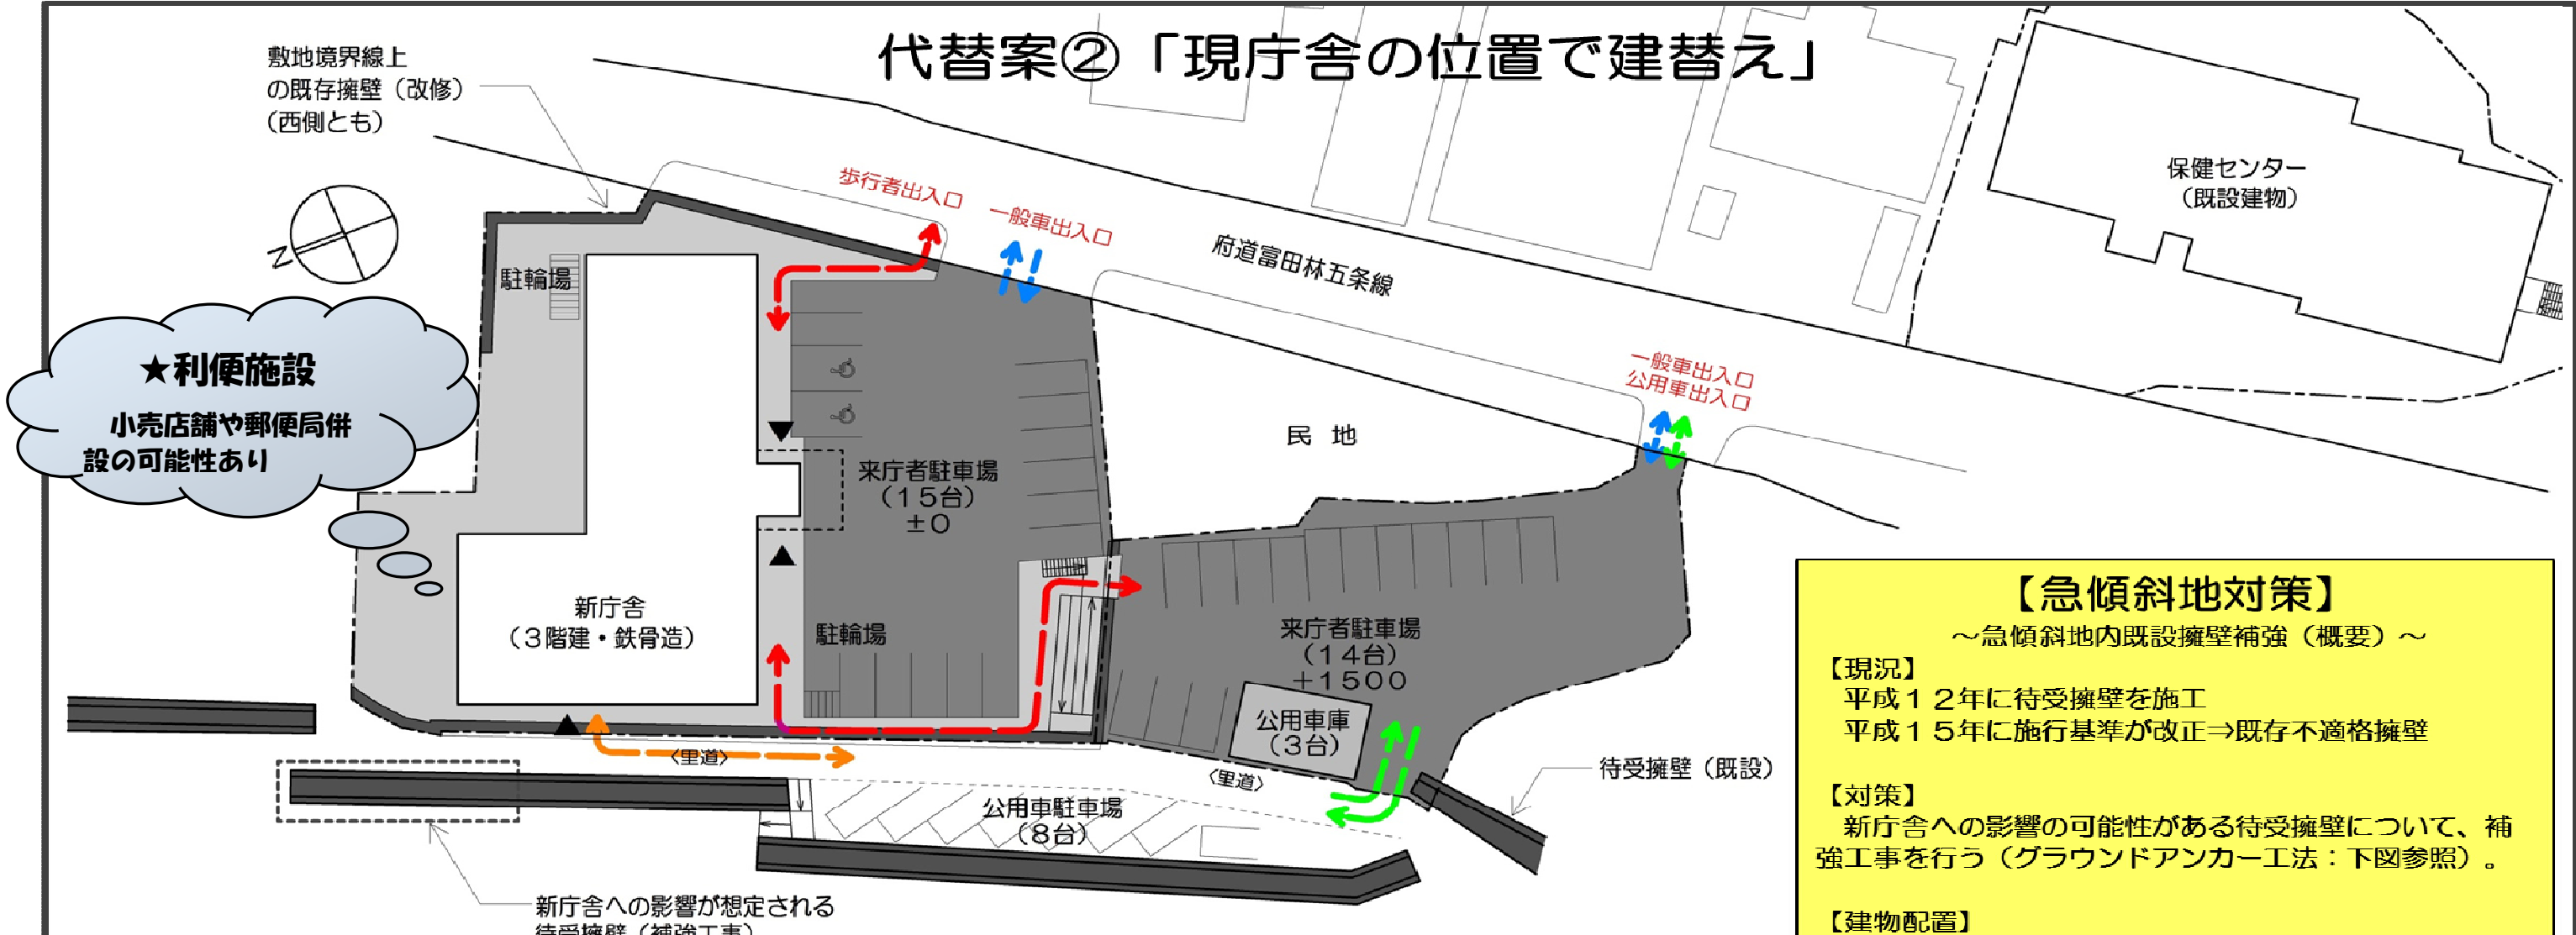 代替案②「現庁舎の位置で建替え」
敷地境界線上
の既存擁壁（改修）
（西側とも）
N
駐輪場
★利便施設
小売店舗や郵便局併
設の可能性あり
歩行者出入口
一般車出入口
府道富田林五条線
保健センター
（既設建物）
一般車出入口
公用車出入口
民 地
来庁者駐車場
（１５台）
±０
新庁舎
（３階建・鉄骨造）
駐輪場
来庁者駐車場
（１４台）
＋１５００
公用車庫
（３台）
〈里道〉
〈里道〉
待受擁壁（既設）
公用車駐車場
（８台）
新庁舎への影響が想定される
待受擁壁（補強工事）
【急傾斜地対策】
～急傾斜地内既設擁壁補強（概要）～
【現況】
平成１２年に待受擁壁を施工
平成１５年に施行基準が改正⇒既存不適格擁壁
【対策】
新庁舎への影響の可能性がある待受擁壁について、補
強工事を行う（グラウンドアンカー工法：下図参照）。
【建物配置】